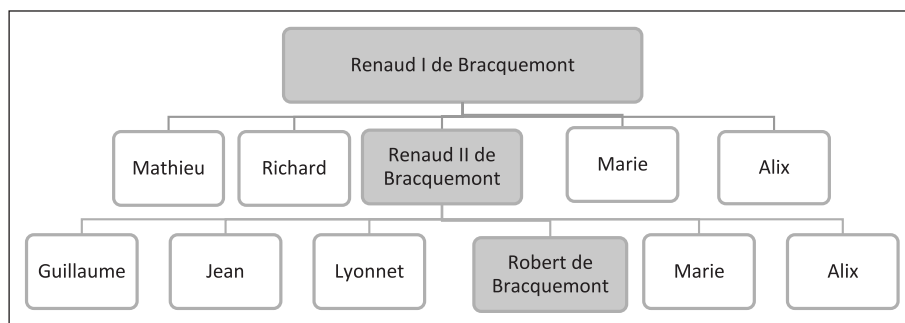 Renaud I de Bracquemont
Mathieu
Richard
Renaud II de
Bracquemont
Marie
Alix
Guillaume
Jean
Lyonnet
Robert de
Bracquemont
Marie
Alix